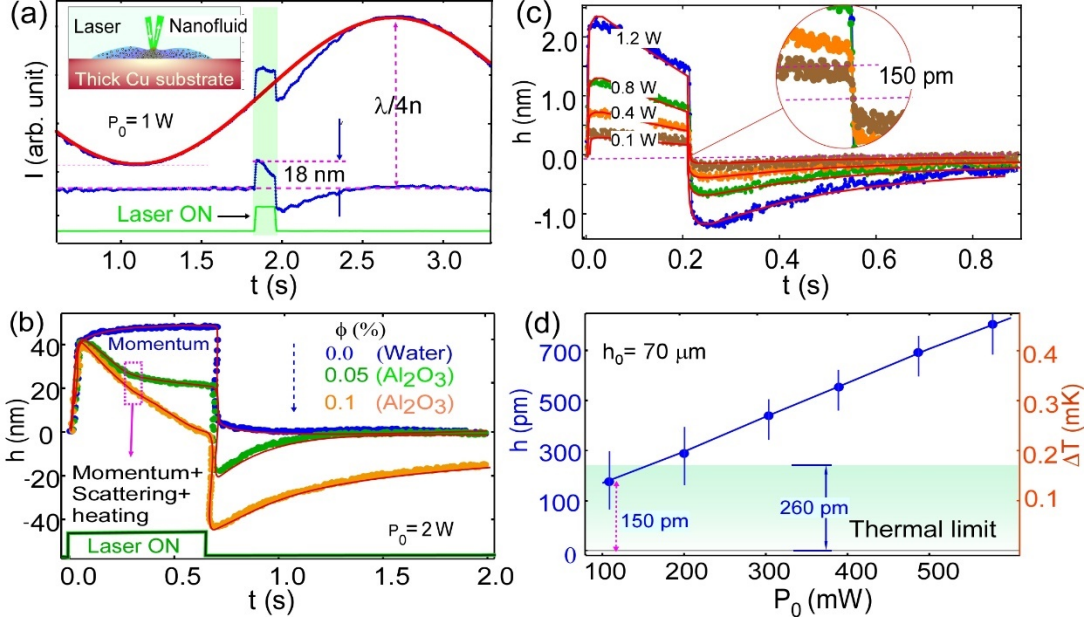 (a)
Laser
Nanofluid
Thick Cu substrate
P₀= 1 W
λ/4n
18 nm
Laser ON
I (arb. unit)
1.0 1.5 2.0 2.5 3.0
t (s)
(c)
1.2 W
0.8 W
0.4 W
0.1 W
150 pm
h (nm)
3.0
2.0
1.0
0.0
-1.0
0.0 0.2 0.4 0.6 0.8
t (s)
(b)
Momentum
ϕ (%)
0.0 (Water)
0.05 (Al₂O₃)
0.1 (Al₂O₃)
Momentum+
Scattering+
heating
P₀= 2 W
Laser ON
h (nm)
40
20
0
-20
-40
0.0 0.5 1.0 1.5 2.0
t (s)
(d)
h₀= 70 μm
150 pm
260 pm
Thermal limit
h (pm)
700
500
300
100
0
ΔT (mK)
0.4
0.3
0.2
0.1
100 200 300 400 500
P₀ (mW)